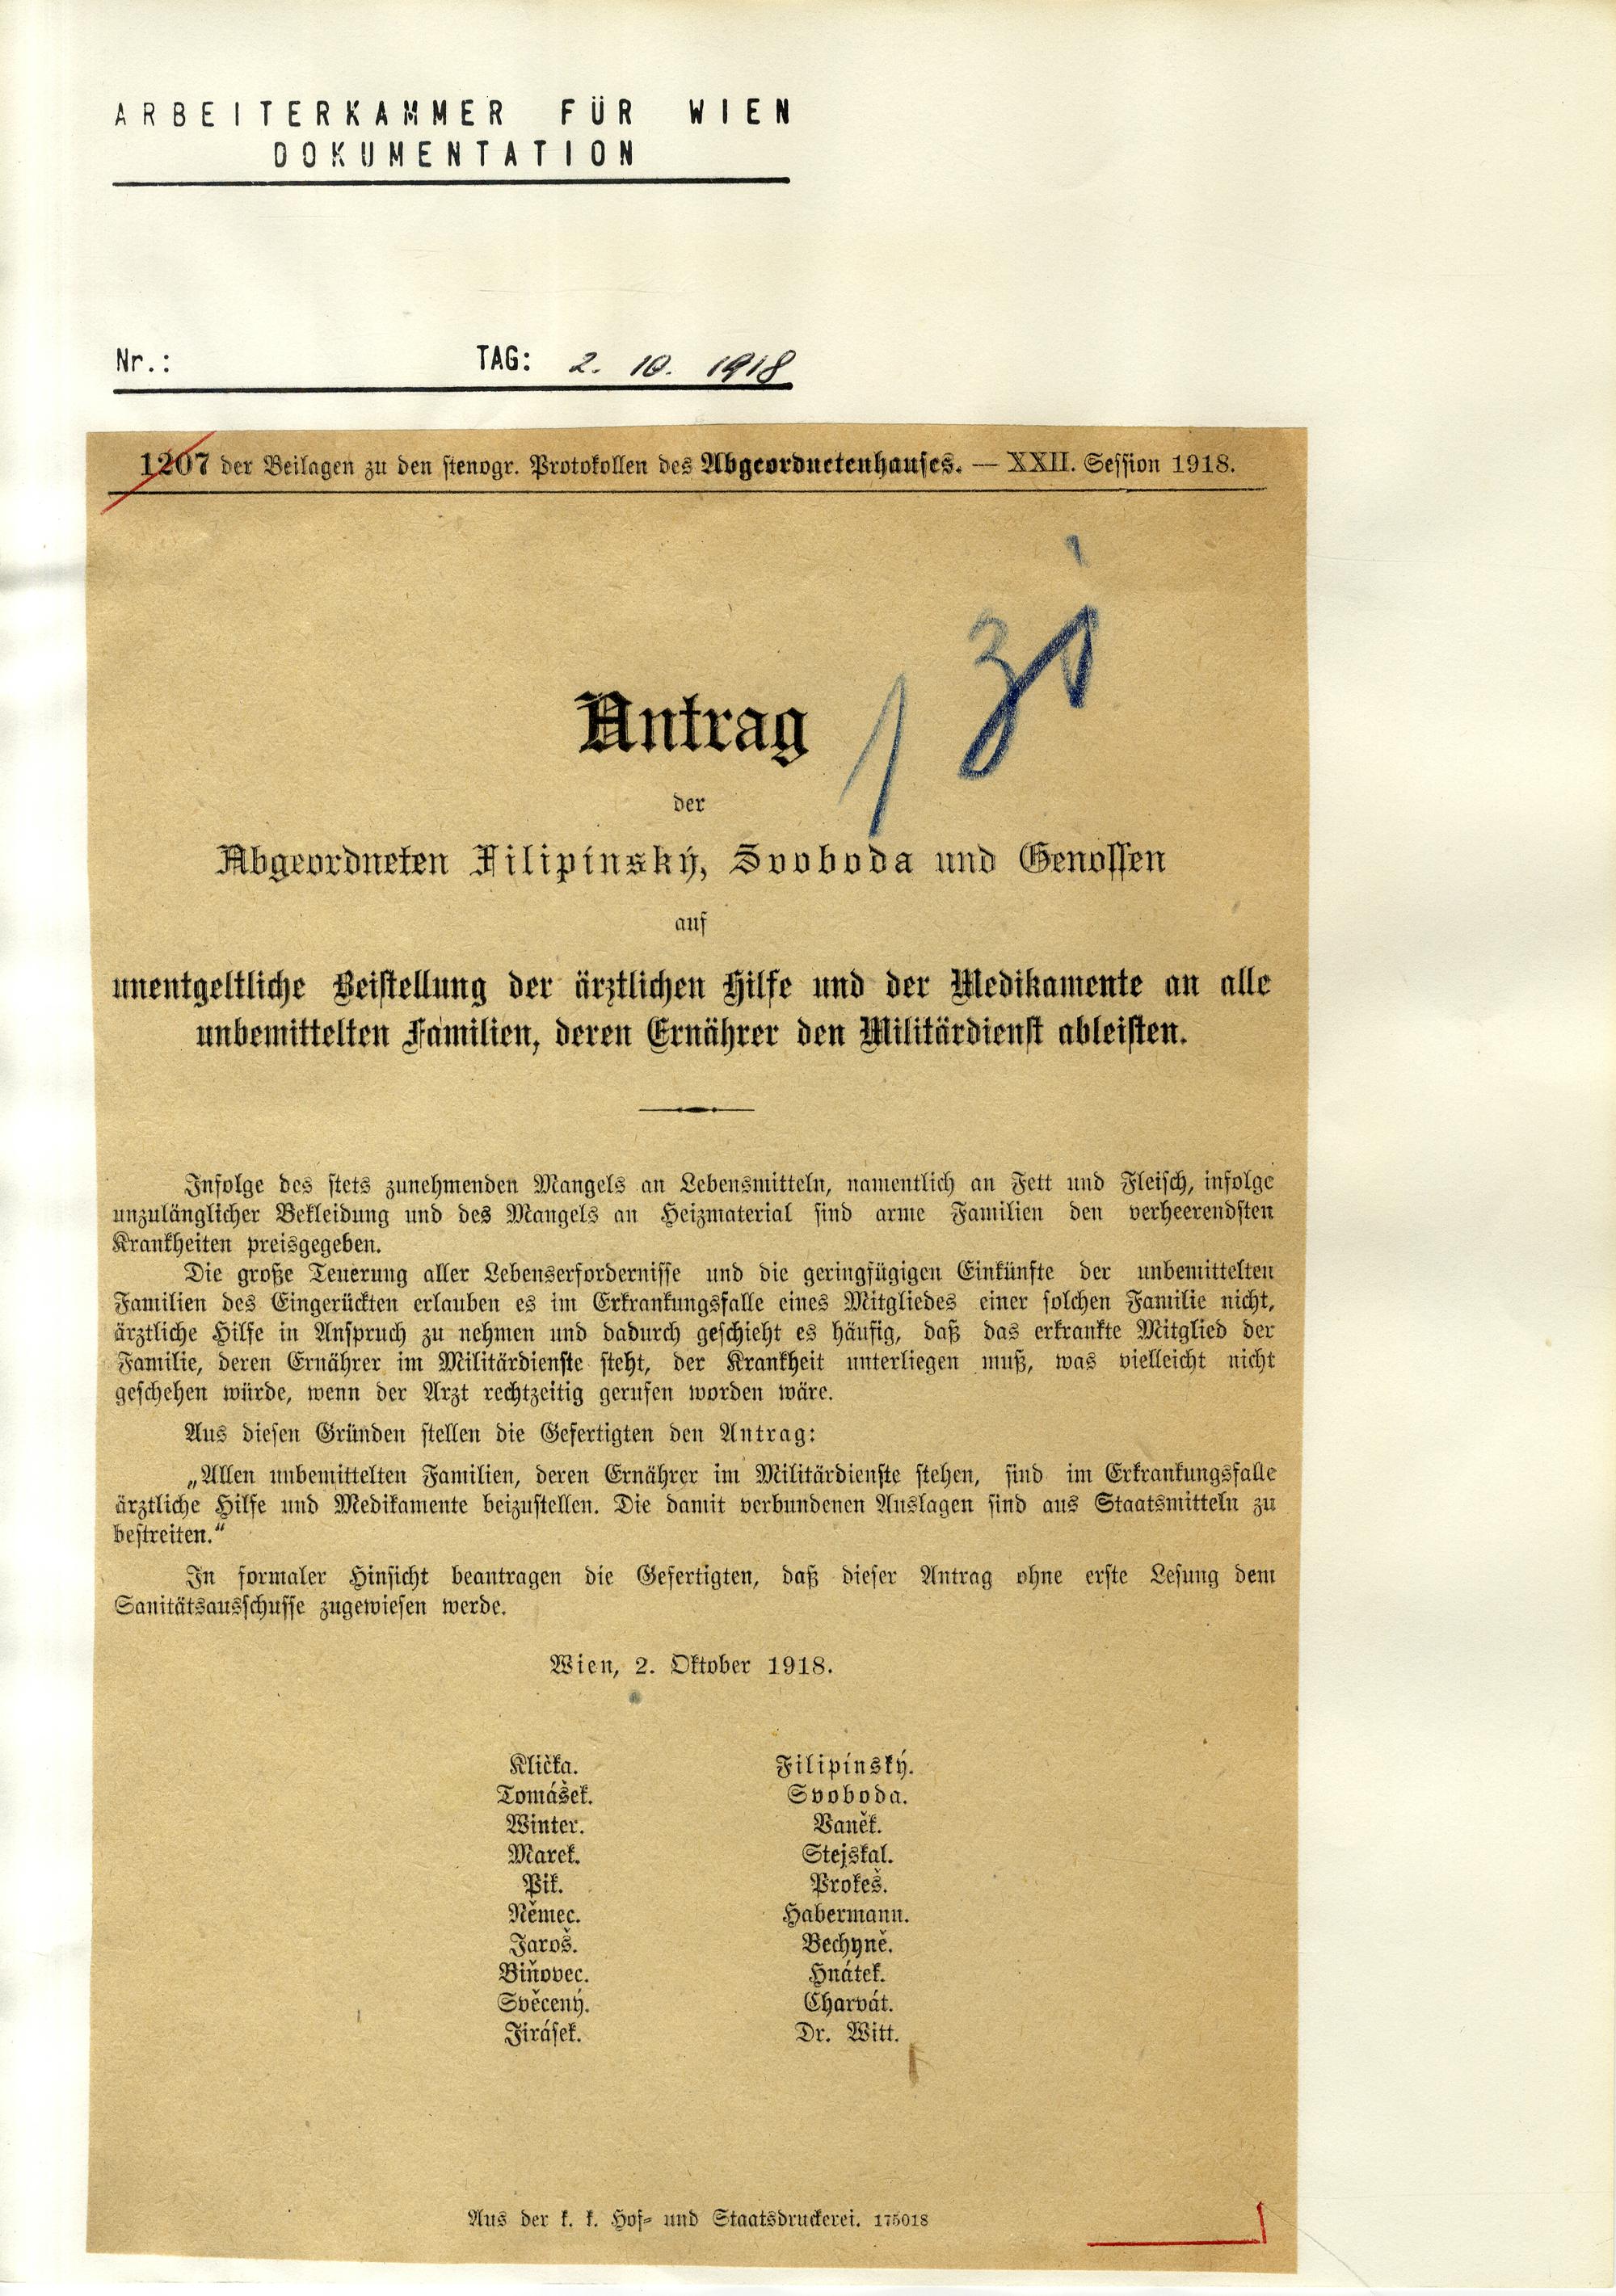 ARBEITERKAMMER FÜR WIEN
DOKUMENTATION
Nr.: TAG: 2. 10. 1918
1207 der Beilagen zu den stenogr. Protokollen des Abgeordnetenhauses. — XXII. Session 1918.
Antrag
der
Abgeordneten Filipinský, Svoboda und Genossen
auf
unentgeltliche Beistellung der ärztlichen Hilfe und der Medikamente an alle
unbemittelten Familien, deren Ernährer den Militärdienst ableisten.
Infolge des stets zunehmenden Mangels an Lebensmitteln, namentlich an Fett und Fleisch, infolge
unzulänglicher Bekleidung und des Mangels an Heizmaterial sind arme Familien den verheerendsten
Krankheiten preisgegeben.
Die große Teuerung aller Lebenserfordernisse und die geringfügigen Einkünfte der unbemittelten
Familien des Eingerückten erlauben es im Erkrankungsfalle eines Mitgliedes einer solchen Familie nicht,
ärztliche Hilfe in Anspruch zu nehmen und dadurch geschieht es häufig, daß das erkrankte Mitglied der
Familie, deren Ernährer im Militärdienste steht, der Krankheit unterliegen muß, was vielleicht nicht
geschehen würde, wenn der Arzt rechtzeitig gerufen worden wäre.
Aus diesen Gründen stellen die Gefertigten den Antrag:
„Allen unbemittelten Familien, deren Ernährer im Militärdienste stehen, sind im Erkrankungsfalle
ärztliche Hilfe und Medikamente beizustellen. Die damit verbundenen Auslagen sind aus Staatsmitteln zu
bestreiten.“
In formaler Hinsicht beantragen die Gefertigten, daß dieser Antrag ohne erste Lesung dem
Sanitätsausschusse zugewiesen werde.
Wien, 2. Oktober 1918.
Klička. Filipínský.
Tomášek. Svoboda.
Winter. Vaněk.
Marek. Stejskal.
Pik. Prokeš.
Němec. Habermann.
Jaroš. Bechyně.
Biňovec. Hnátek.
Svěcený. Charvát.
Jirásek. Dr. Witt.
Aus der k. k. Hof- und Staatsdruckerei. 175018